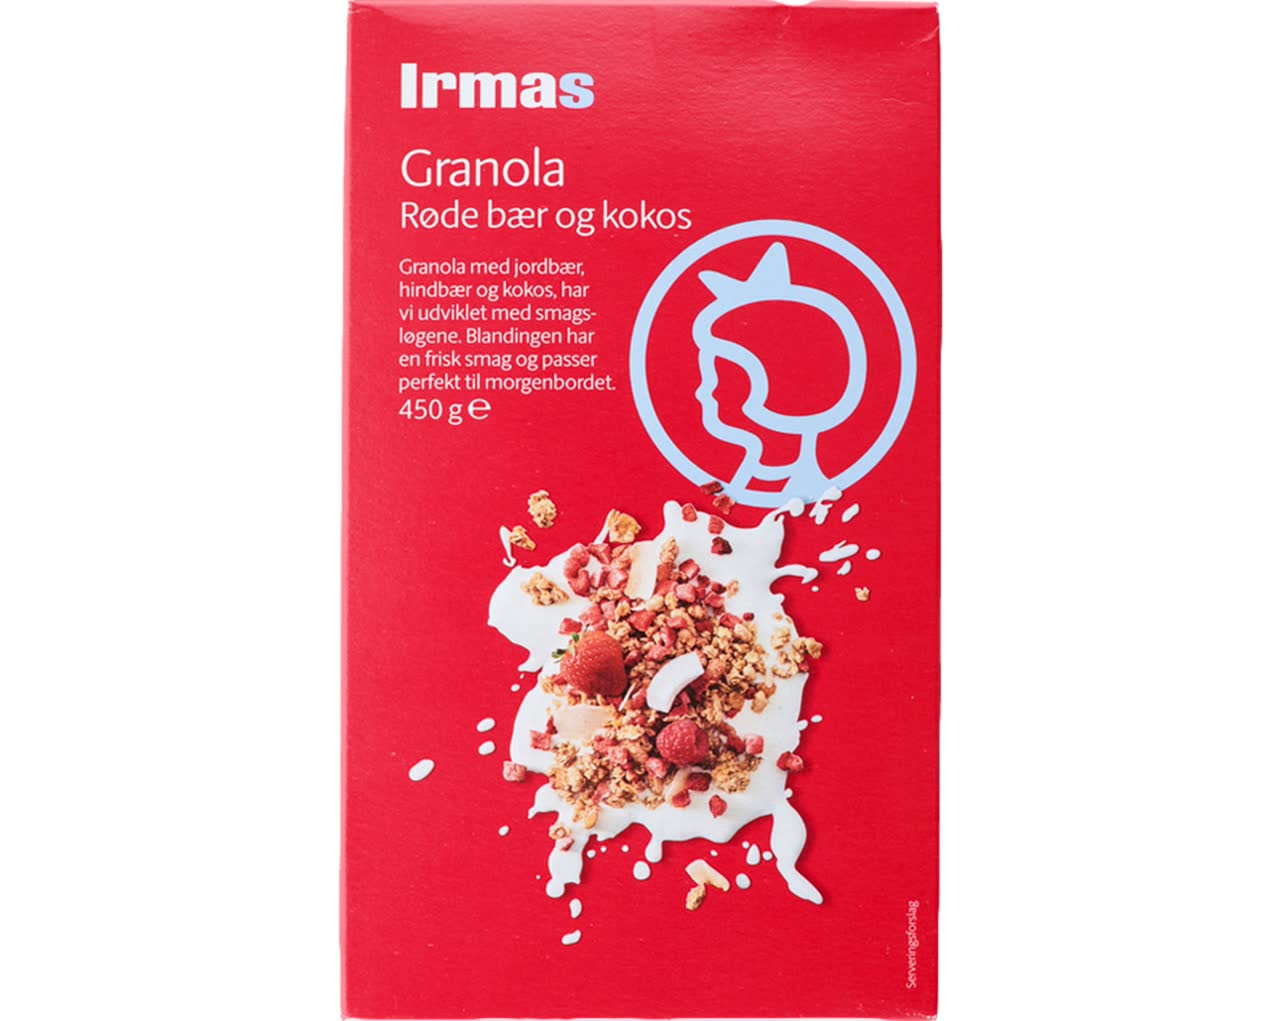 Irmas
Granola
Røde bær og kokos
Granola med jordbær,
hindbær og kokos, har
vi udviklet med smags-
løgene. Blandingen har
en frisk smag og passer
perfekt til morgenbordet.
450 g ℮
Serveringsforslag